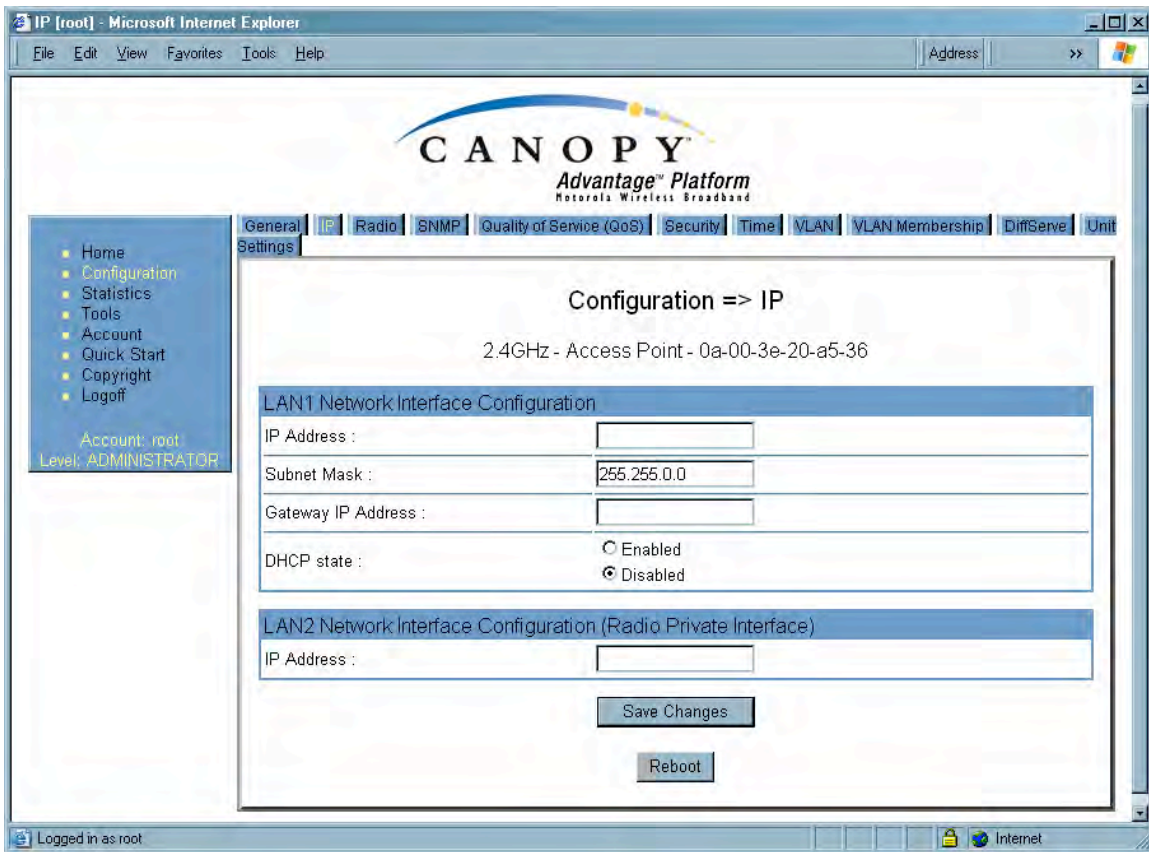 IP [root] - Microsoft Internet Explorer
File Edit View Favorites Tools Help Address >>
CANOPY™
Advantage™ Platform
Motorola Wireless Broadband
General IP Radio SNMP Quality of Service (QoS) Security Time VLAN VLAN Membership DiffServe Unit
Settings
Home
Configuration
Statistics
Tools
Account
Quick Start
Copyright
Logoff
Account: root
Level: ADMINISTRATOR
Configuration => IP
2.4GHz - Access Point - 0a-00-3e-20-a5-36
LAN1 Network Interface Configuration
IP Address :
Subnet Mask : 255.255.0.0
Gateway IP Address :
DHCP state :
Enabled
Disabled
LAN2 Network Interface Configuration (Radio Private Interface)
IP Address :
Save Changes
Reboot
Logged in as root Internet